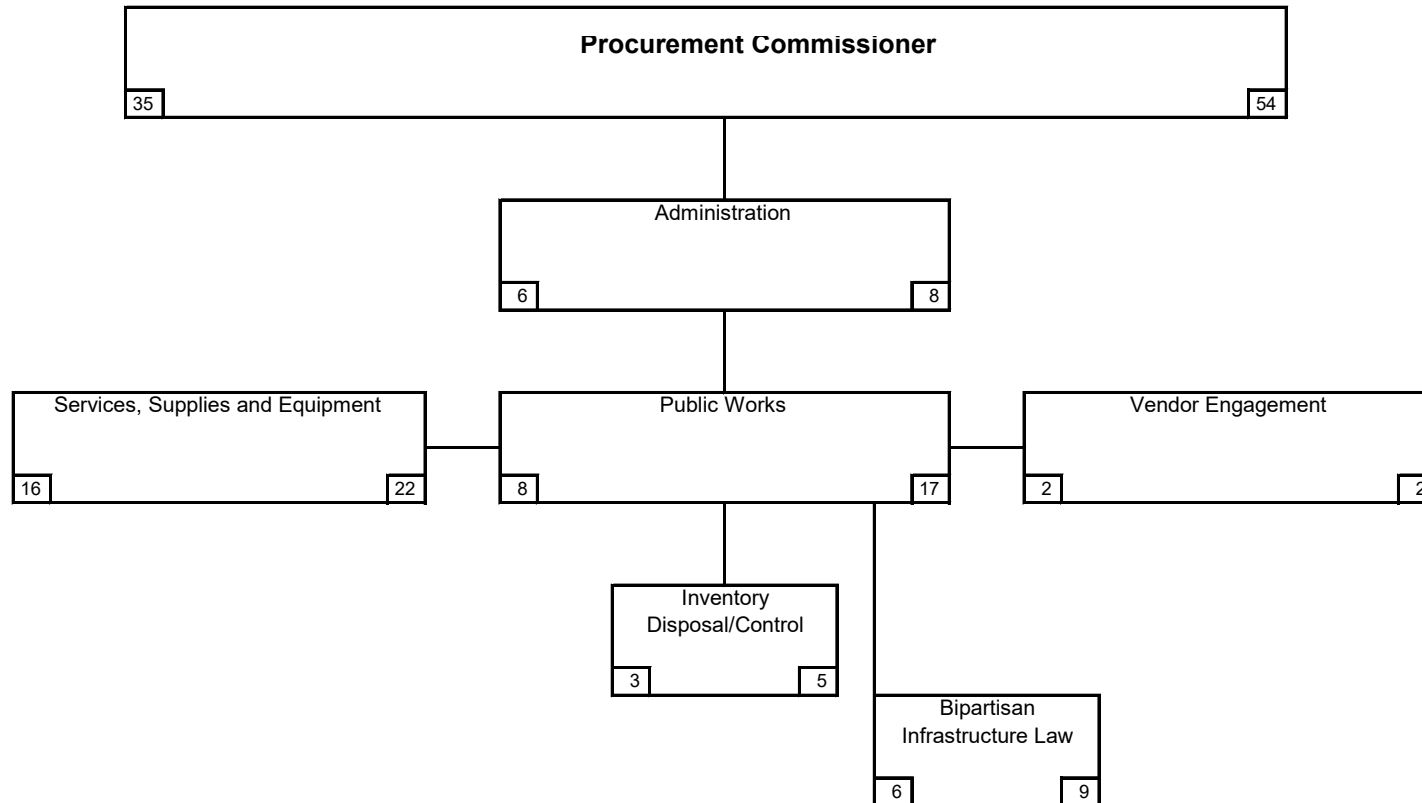 Procurement Commissioner
35
54
Administration
6
8
Services, Supplies and Equipment
Public Works
Vendor Engagement
16
22
8
17
2
2
Inventory
Disposal/Control
3
5
Bipartisan
Infrastructure Law
6
9